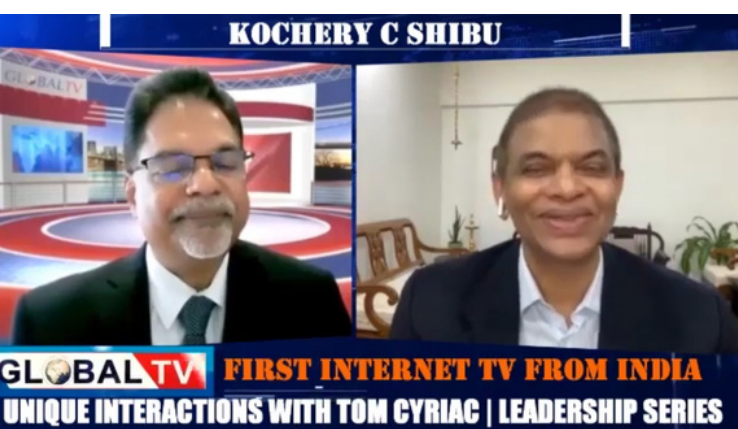 KOCHERY C SHIBU
GLOBALTV
GLOBAL TV
FIRST INTERNET TV FROM INDIA
UNIQUE INTERACTIONS WITH TOM CYRIAC | LEADERSHIP SERIES